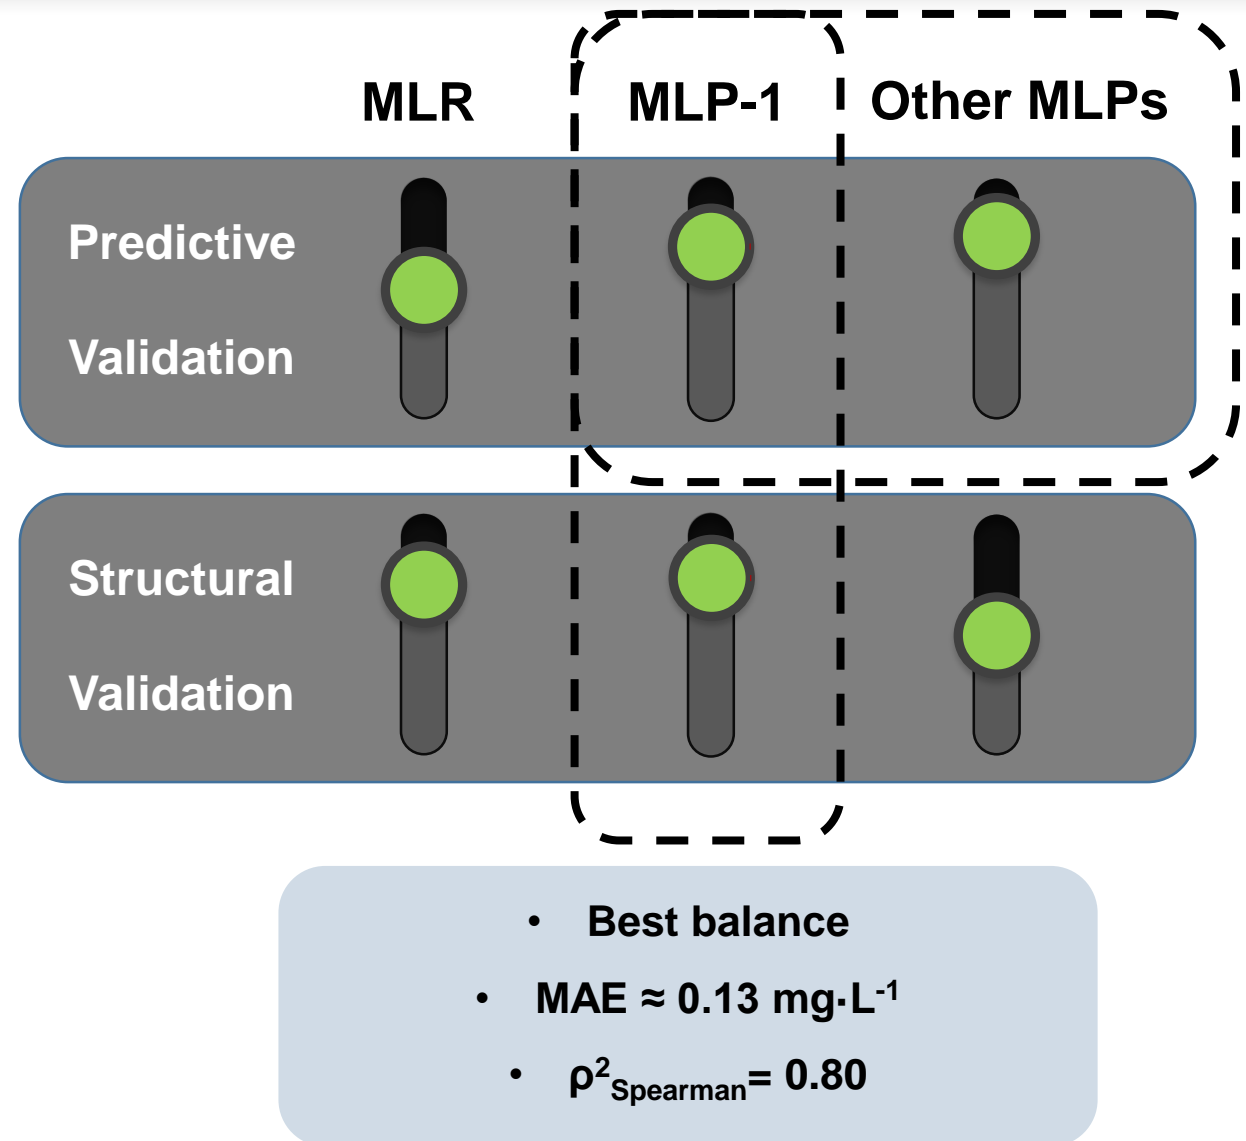 MLR MLP-1 Other MLPs
Predictive
Validation
Structural
Validation
• Best balance
• MAE ≈ 0.13 mg·L⁻¹
• ρ²Spearman= 0.80